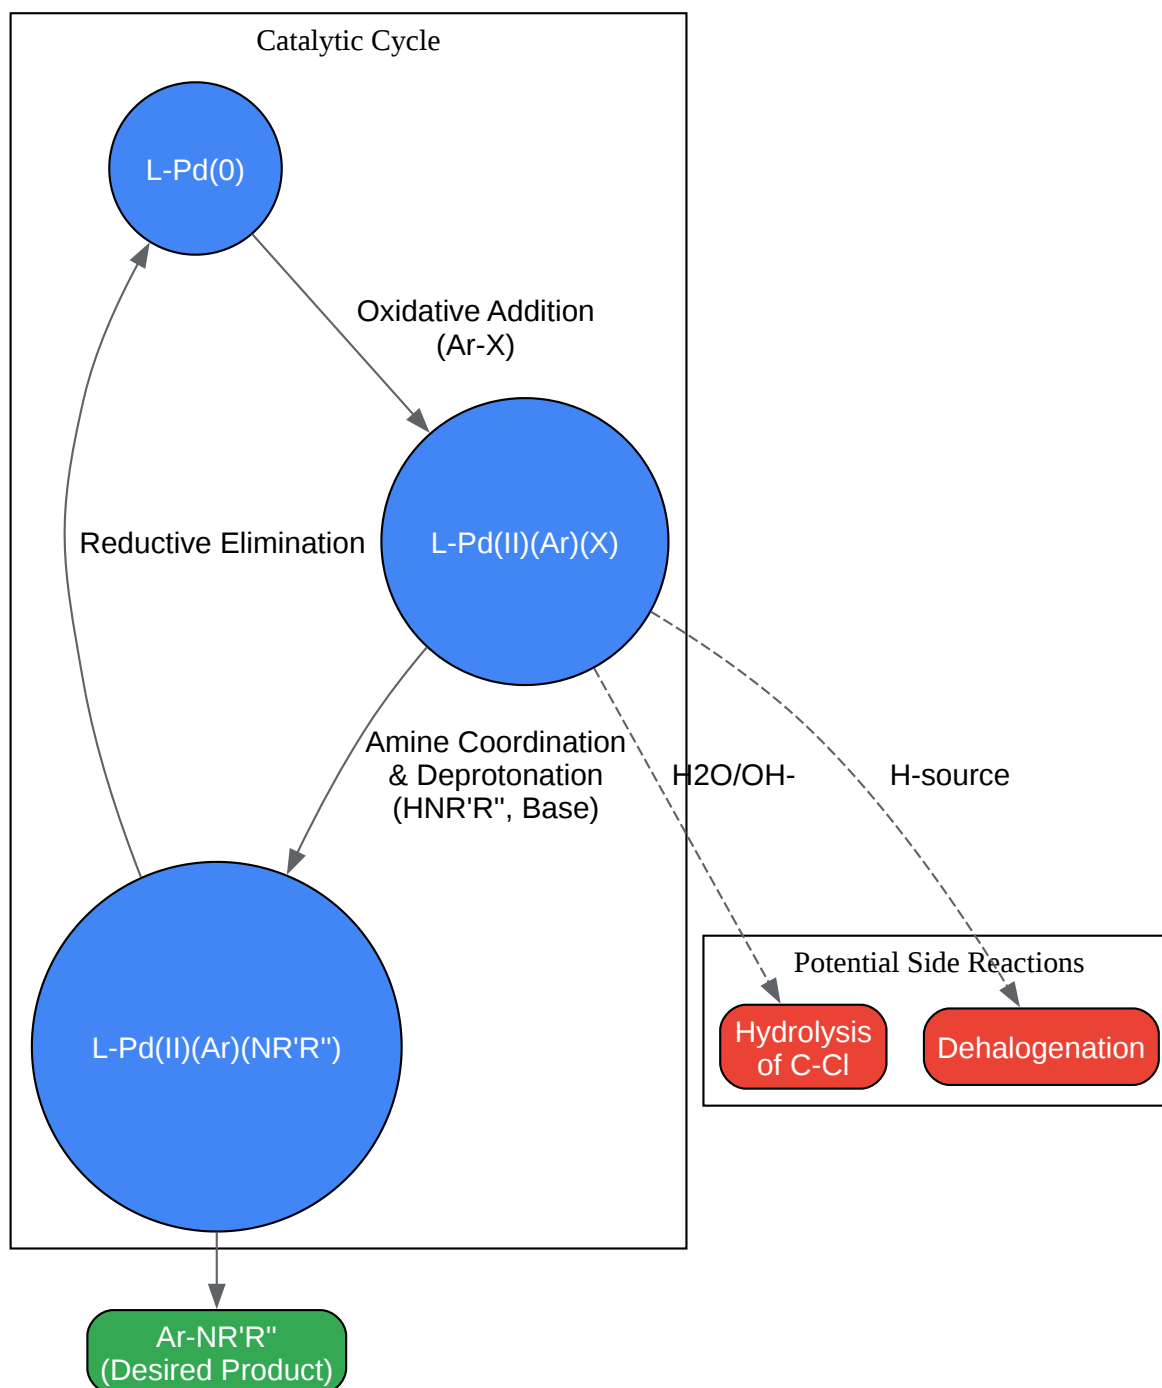 Catalytic Cycle
L-Pd(0)
Oxidative Addition
(Ar-X)
Reductive Elimination
L-Pd(II)(Ar)(X)
Amine Coordination
& Deprotonation
(HNR'R'', Base)
H2O/OH-
H-source
Potential Side Reactions
Hydrolysis
of C-Cl
Dehalogenation
L-Pd(II)(Ar)(NR'R'')
Ar-NR'R''
(Desired Product)